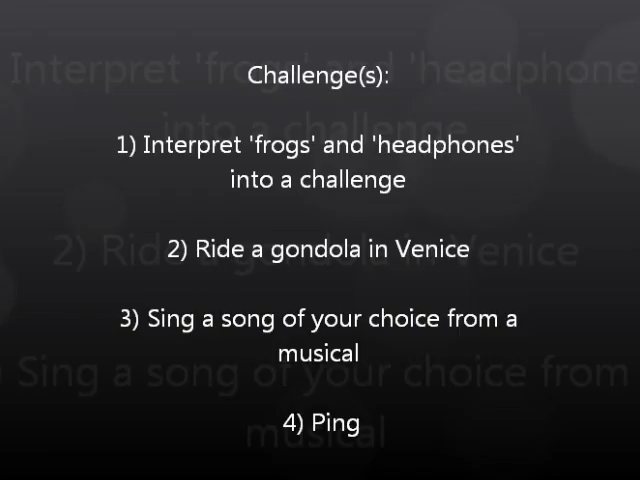 Challenge(s):
1) Interpret 'frogs' and 'headphones'
into a challenge
2) Ride a gondola in Venice
3) Sing a song of your choice from a
musical
4) Ping